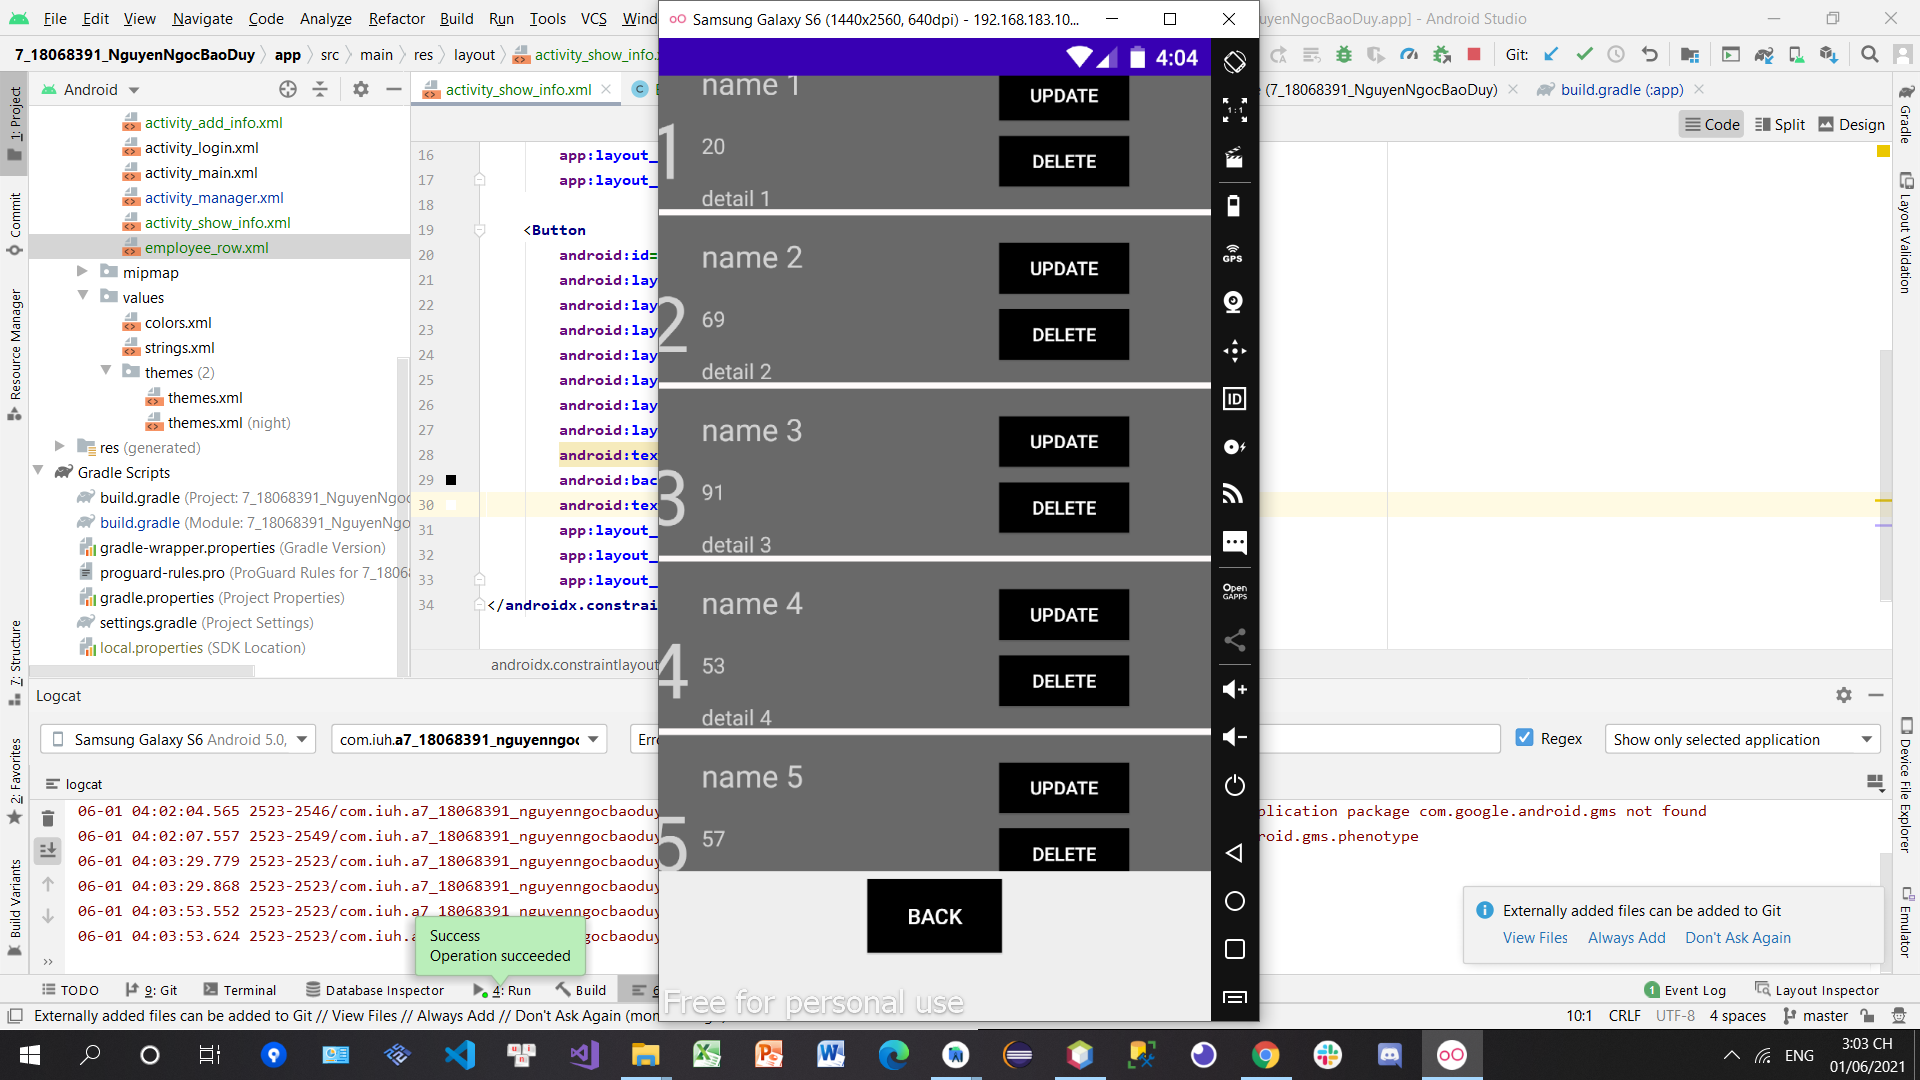 File Edit View Navigate Code Analyze Refactor Build Run Tools VCS
Samsung Galaxy S6 (1440x2560, 640dpi) - 192.168.183.10...
uyenNgocBaoDuy.app] - Android Studio
7_18068391_NguyenNgocBaoDuy app src main res layout activity_show_info.
Git:
Android
activity_show_info.xml
(7_18068391_NguyenNgocBaoDuy)
build.gradle (:app)
Code Split Design
1: Project
Commit
Resource Manager
7: Structure
2: Favorites
Build Variants
activity_add_info.xml
activity_login.xml
activity_main.xml
activity_manager.xml
activity_show_info.xml
employee_row.xml
mipmap
values
colors.xml
strings.xml
themes (2)
themes.xml
themes.xml (night)
res (generated)
Gradle Scripts
build.gradle (Project: 7_18068391_NguyenNgoc
build.gradle (Module: 7_18068391_NguyenNgo
gradle-wrapper.properties (Gradle Version)
proguard-rules.pro (ProGuard Rules for 7_1806
gradle.properties (Project Properties)
settings.gradle (Project Settings)
local.properties (SDK Location)
16 app:layout_
17 app:layout_
18
19 <Button
20 android:id=
21 android:lay
22 android:lay
23 android:lay
24 android:lay
25 android:lay
26 android:lay
27 android:lay
28 android:tex
29 android:bac
30 android:tex
31 app:layout_
32 app:layout_
33 app:layout_
34 </androidx.constrai
androidx.constraintlayout
4:04
name 1
UPDATE
1
20
DELETE
detail 1
name 2
UPDATE
2
69
DELETE
detail 2
name 3
UPDATE
3
91
DELETE
detail 3
name 4
UPDATE
4
53
DELETE
detail 4
name 5
UPDATE
5
57
DELETE
BACK
Free for personal use
1:1
GPS
ID
Open
GAPPS
Gradle
Layout Validation
Device File Explorer
Emulator
Logcat
Samsung Galaxy S6 Android 5.0,
com.iuh.a7_18068391_nguyenngoc
Regex
Show only selected application
logcat
06-01 04:02:04.565 2523-2546/com.iuh.a7_18068391_nguyenngocbaoduy
plication package com.google.android.gms not found
06-01 04:02:07.557 2523-2549/com.iuh.a7_18068391_nguyenngocbaoduy
roid.gms.phenotype
06-01 04:03:29.779 2523-2523/com.iuh.a7_18068391_nguyenngocbaoduy
06-01 04:03:29.868 2523-2523/com.iuh.a7_18068391_nguyenngocbaoduy
06-01 04:03:53.552 2523-2523/com.iuh.a7_18068391_nguyenngocbaoduy
06-01 04:03:53.624 2523-2523/com.iuh.a
gocbaoduy
Success
Operation succeeded
Externally added files can be added to Git
View Files Always Add Don't Ask Again
TODO 9: Git Terminal Database Inspector 4: Run Build
1 Event Log Layout Inspector
Externally added files can be added to Git // View Files // Always Add // Don't Ask Again
10:1 CRLF UTF-8 4 spaces master
ENG
3:03 CH
01/06/2021